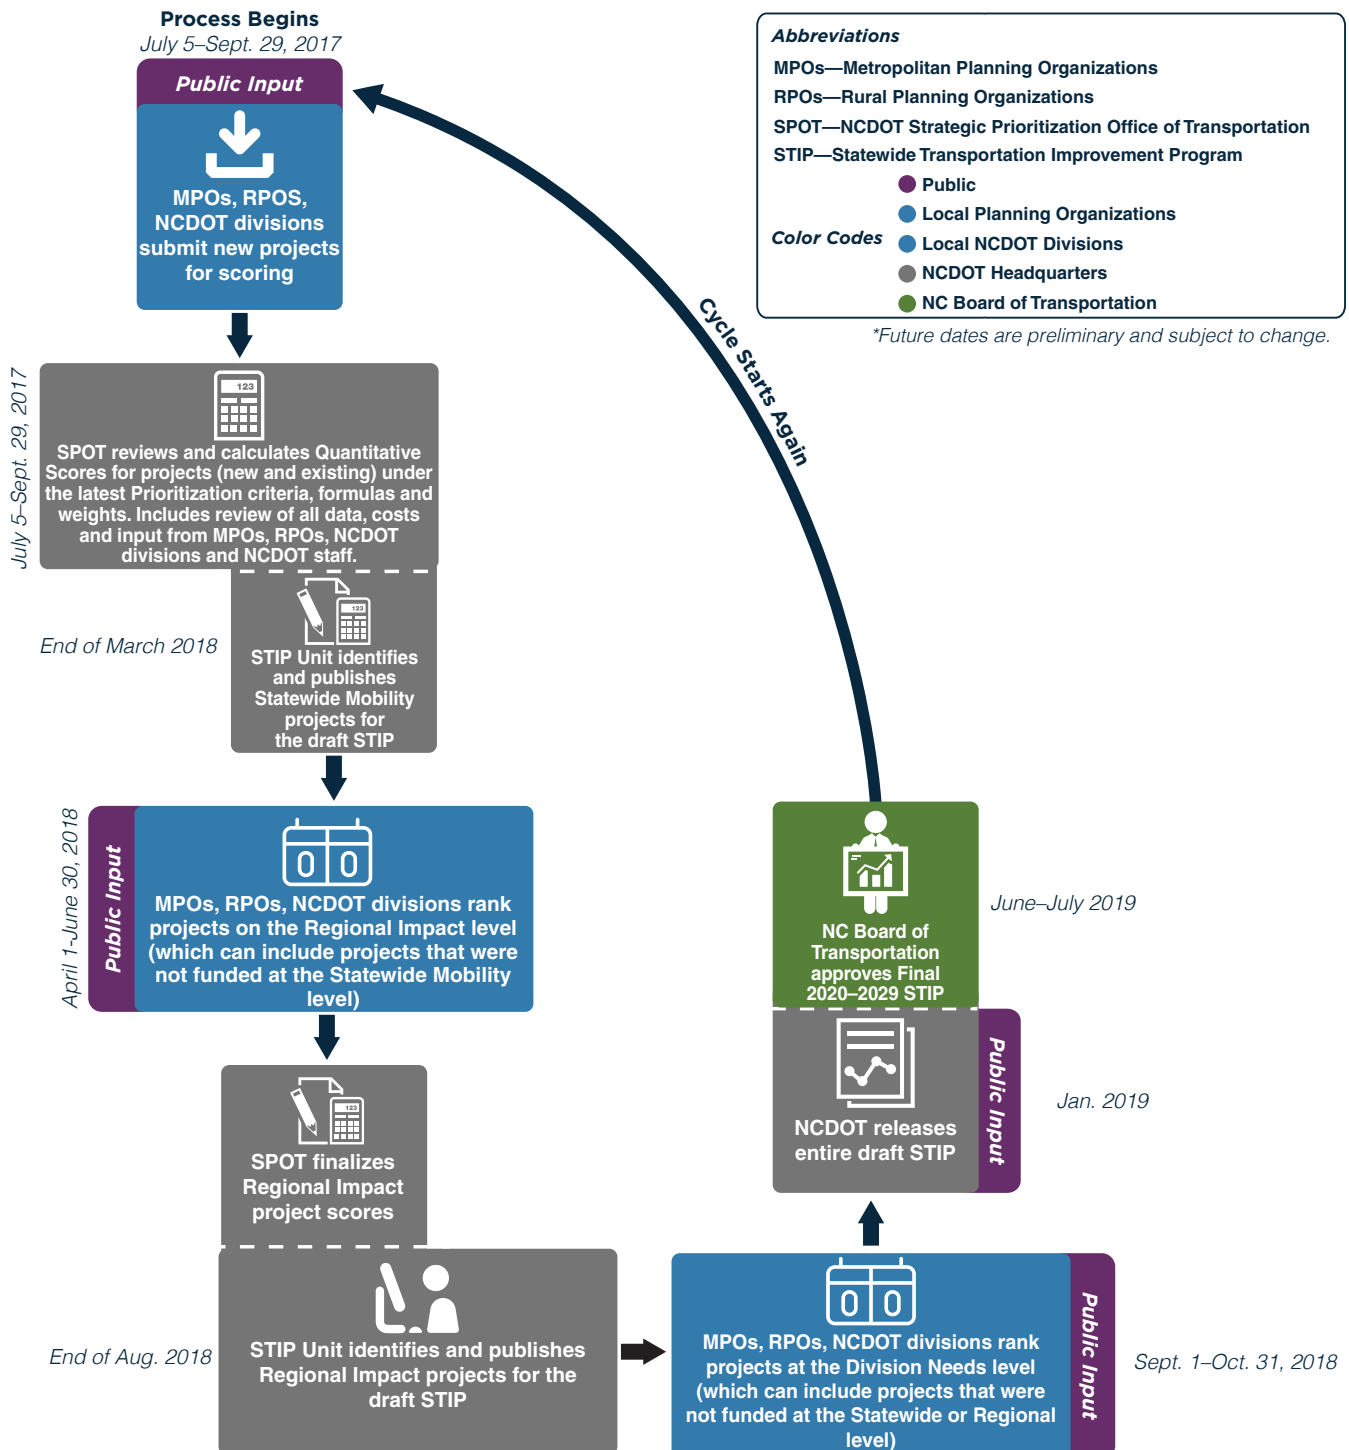 Process Begins
July 5–Sept. 29, 2017
Public Input
MPOs, RPOS,
NCDOT divisions
submit new projects
for scoring
Abbreviations
MPOs—Metropolitan Planning Organizations
RPOs—Rural Planning Organizations
SPOT—NCDOT Strategic Prioritization Office of Transportation
STIP—Statewide Transportation Improvement Program
Color Codes
Public
Local Planning Organizations
Local NCDOT Divisions
NCDOT Headquarters
NC Board of Transportation
*Future dates are preliminary and subject to change.
Cycle Starts Again
July 5–Sept. 29, 2017
123
SPOT reviews and calculates Quantitative
Scores for projects (new and existing) under
the latest Prioritization criteria, formulas and
weights. Includes review of all data, costs
and input from MPOs, RPOs, NCDOT
divisions and NCDOT staff.
End of March 2018
123
STIP Unit identifies
and publishes
Statewide Mobility
projects for
the draft STIP
April 1-June 30, 2018
Public Input
0 0
MPOs, RPOs, NCDOT divisions rank
projects on the Regional Impact level
(which can include projects that were
not funded at the Statewide Mobility
level)
123
SPOT finalizes
Regional Impact
project scores
End of Aug. 2018
STIP Unit identifies and publishes
Regional Impact projects for the
draft STIP
0 0
MPOs, RPOs, NCDOT divisions rank
projects at the Division Needs level
(which can include projects that were
not funded at the Statewide or Regional
level)
Public Input
Sept. 1–Oct. 31, 2018
NCDOT releases
entire draft STIP
Public Input
Jan. 2019
NC Board of
Transportation
approves Final
2020–2029 STIP
June–July 2019